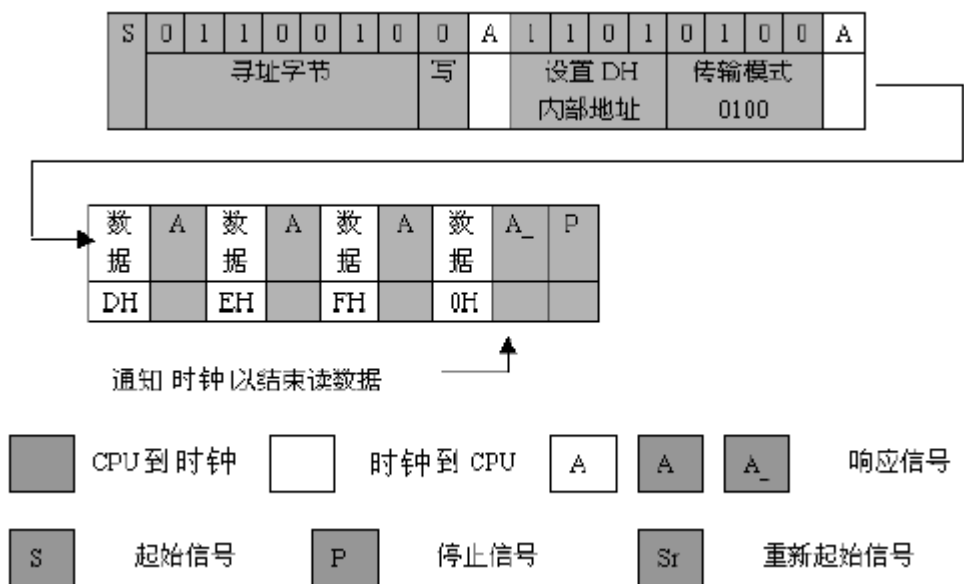 S 0 1 1 0 0 1 0 0 A 1 1 0 1 0 1 0 0 A
寻址字节 写 设置 DH 内部地址 传输模式 0100
数据 A 数据 A 数据 A 数据 A_ P
DH EH FH 0H
通知时钟以结束读数据
CPU到时钟 时钟到 CPU A A A_ 响应信号
S 起始信号 P 停止信号 Sr 重新起始信号